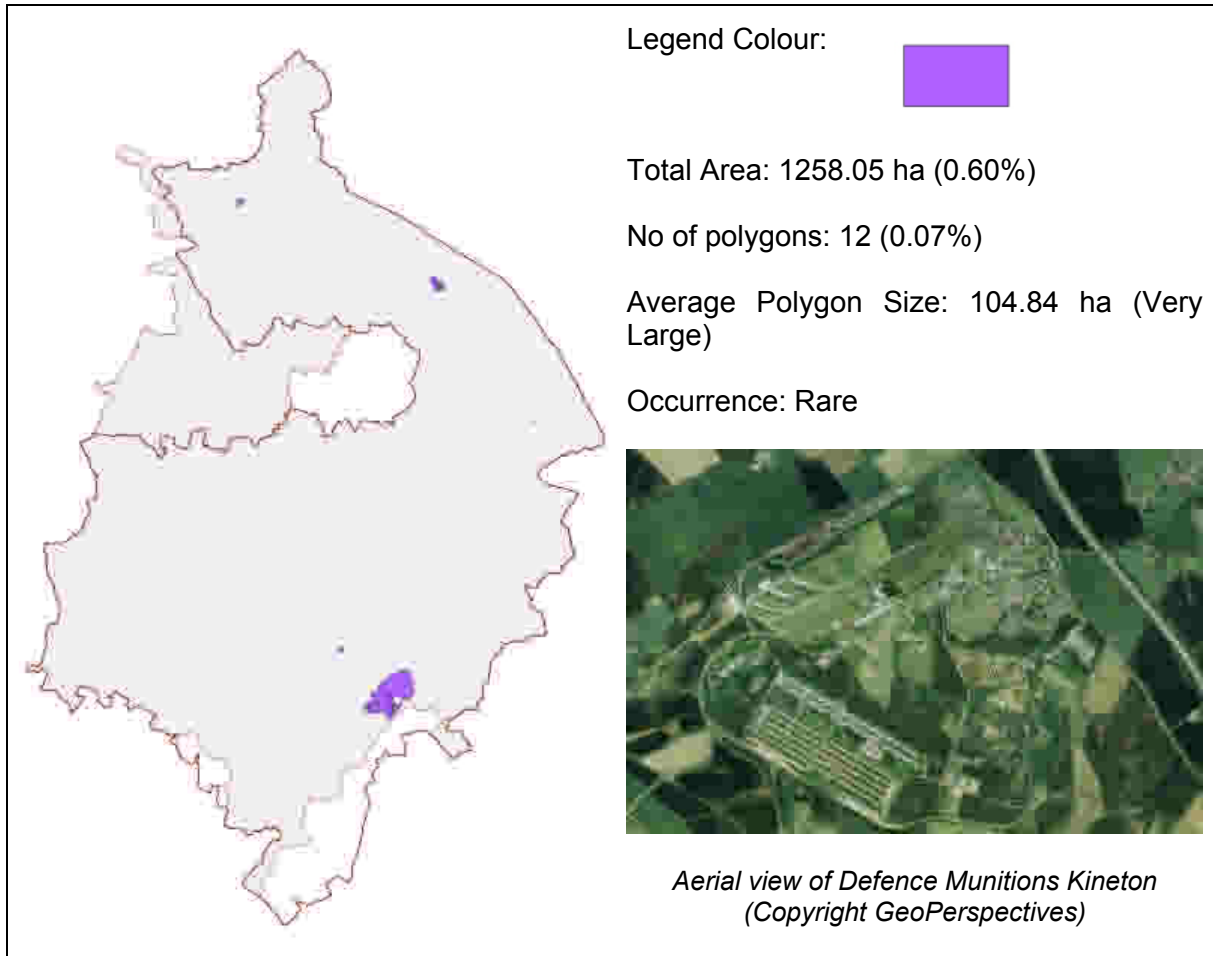 Legend Colour:
Total Area: 1258.05 ha (0.60%)
No of polygons: 12 (0.07%)
Average Polygon Size: 104.84 ha (Very
Large)
Occurrence: Rare
Aerial view of Defence Munitions Kineton
(Copyright GeoPerspectives)